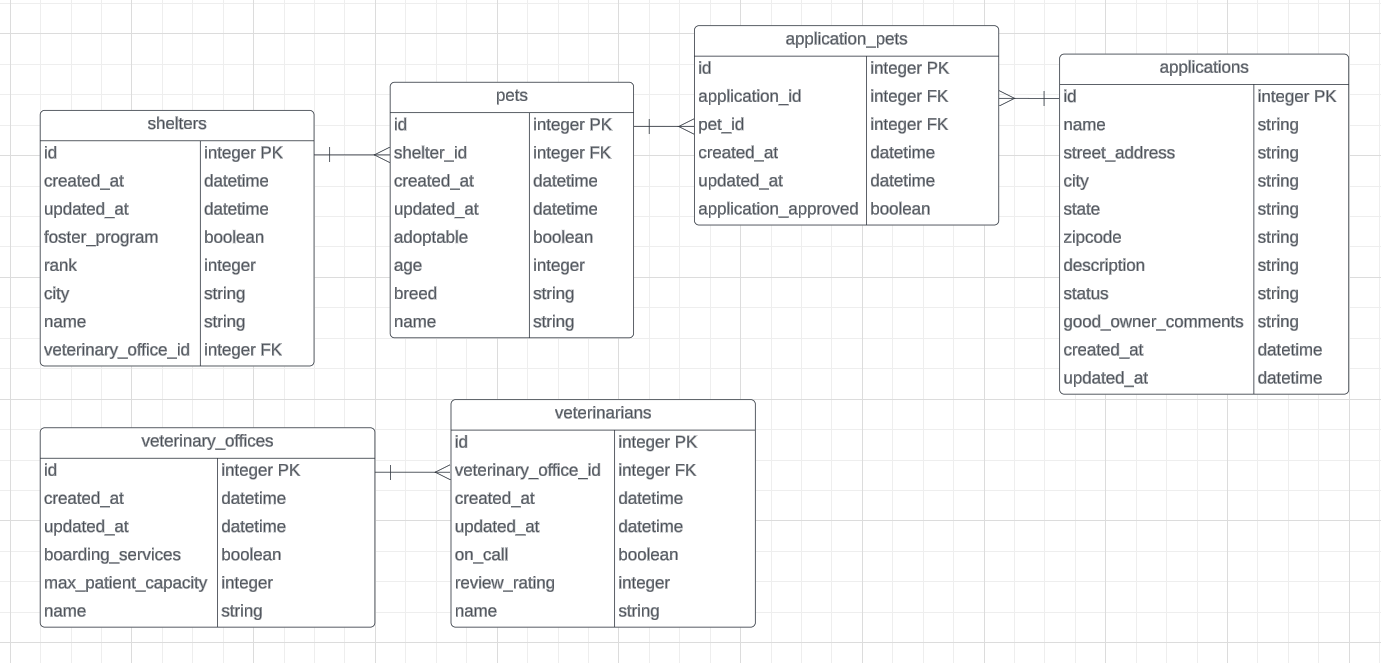 shelters
id integer PK
created_at datetime
updated_at datetime
foster_program boolean
rank integer
city string
name string
veterinary_office_id integer FK
pets
id integer PK
shelter_id integer FK
created_at datetime
updated_at datetime
adoptable boolean
age integer
breed string
name string
application_pets
id integer PK
application_id integer FK
pet_id integer FK
created_at datetime
updated_at datetime
application_approved boolean
applications
id integer PK
name string
street_address string
city string
state string
zipcode string
description string
status string
good_owner_comments string
created_at datetime
updated_at datetime
veterinary_offices
id integer PK
created_at datetime
updated_at datetime
boarding_services boolean
max_patient_capacity integer
name string
veterinarians
id integer PK
veterinary_office_id integer FK
created_at datetime
updated_at datetime
on_call boolean
review_rating integer
name string